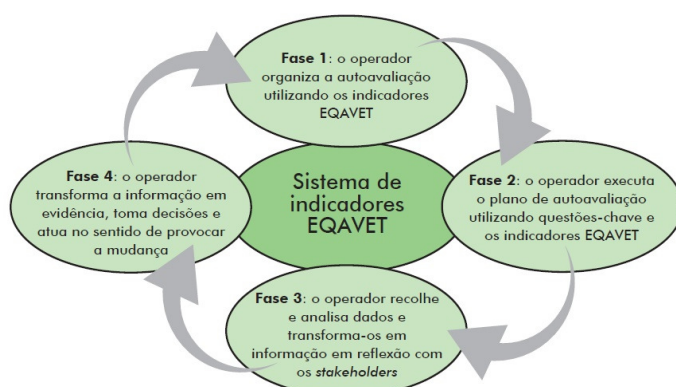 Fase 1: o operador
organiza a autoavaliação
utilizando os indicadores
EQAVET
Fase 4: o operador
transforma a informação em
evidência, toma decisões e
atua no sentido de provocar
a mudança
Sistema de
indicadores
EQAVET
Fase 2: o operador executa
o plano de autoavaliação
utilizando questões-chave e
os indicadores EQAVET
Fase 3: o operador recolhe
e analisa dados e
transforma-os em
informação em reflexão com
os stakeholders